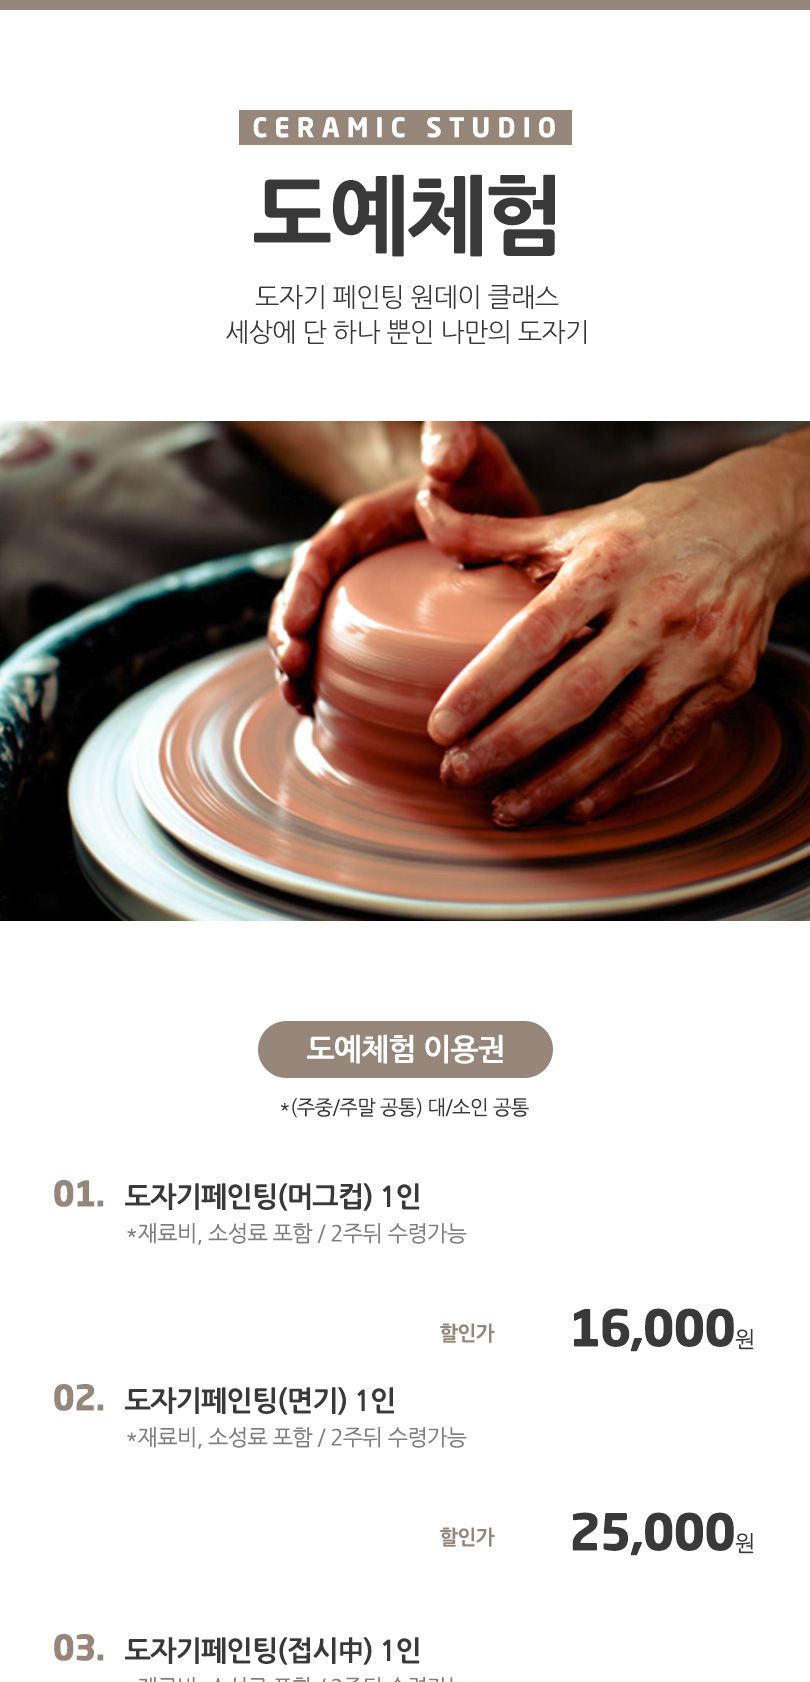 CERAMIC STUDIO
도예체험
도자기 페인팅 원데이 클래스
세상에 단 하나 뿐인 나만의 도자기
도예체험 이용권
*(주중/주말 공통) 대/소인 공통
01. 도자기페인팅(머그컵) 1인
*재료비, 소성료 포함 / 2주뒤 수령가능
할인가 16,000원
02. 도자기페인팅(면기) 1인
*재료비, 소성료 포함 / 2주뒤 수령가능
할인가 25,000원
03. 도자기페인팅(접시中) 1인